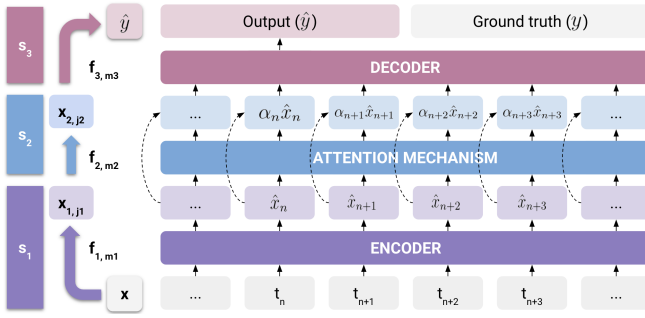 s₃ ŷ Output (ŷ) Ground truth (y)
f₃, ₘ₃ DECODER
s₂ x₂, ⱼ₂ ... αₙx̂ₙ αₙ₊₁x̂ₙ₊₁ αₙ₊₂x̂ₙ₊₂ αₙ₊₃x̂ₙ₊₃ ...
f₂, ₘ₂ ATTENTION MECHANISM
s₁ x₁, ⱼ₁ ... x̂ₙ x̂ₙ₊₁ x̂ₙ₊₂ x̂ₙ₊₃ ...
f₁, ₘ₁ ENCODER
x ... tₙ tₙ₊₁ tₙ₊₂ tₙ₊₃ ...